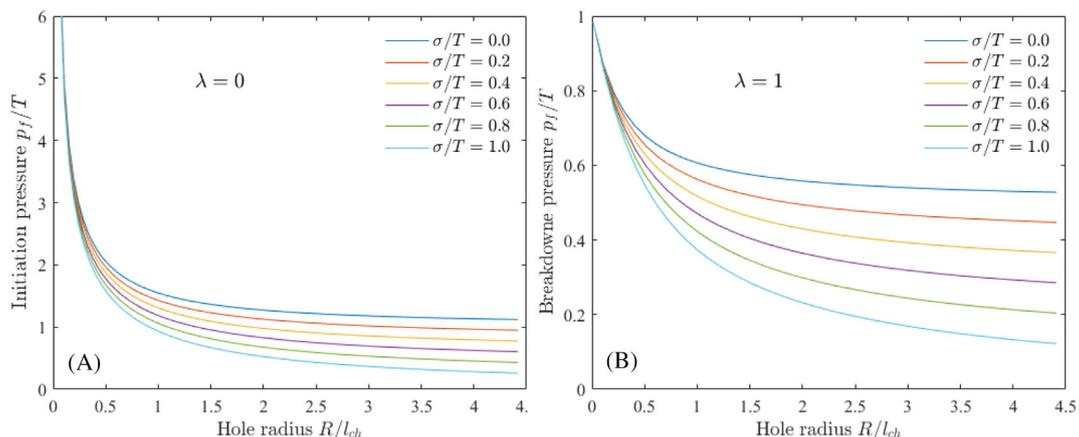 6
5
4
3
2
1
0
Initiation pressure p_f/T
λ = 0
σ/T = 0.0
σ/T = 0.2
σ/T = 0.4
σ/T = 0.6
σ/T = 0.8
σ/T = 1.0
(A)
0 0.5 1 1.5 2 2.5 3 3.5 4 4.
Hole radius R/l_ch
1
0.8
0.6
0.4
0.2
0
Breakdowne pressure p_f/T
λ = 1
σ/T = 0.0
σ/T = 0.2
σ/T = 0.4
σ/T = 0.6
σ/T = 0.8
σ/T = 1.0
(B)
0 0.5 1 1.5 2 2.5 3 3.5 4 4.5
Hole radius R/l_ch